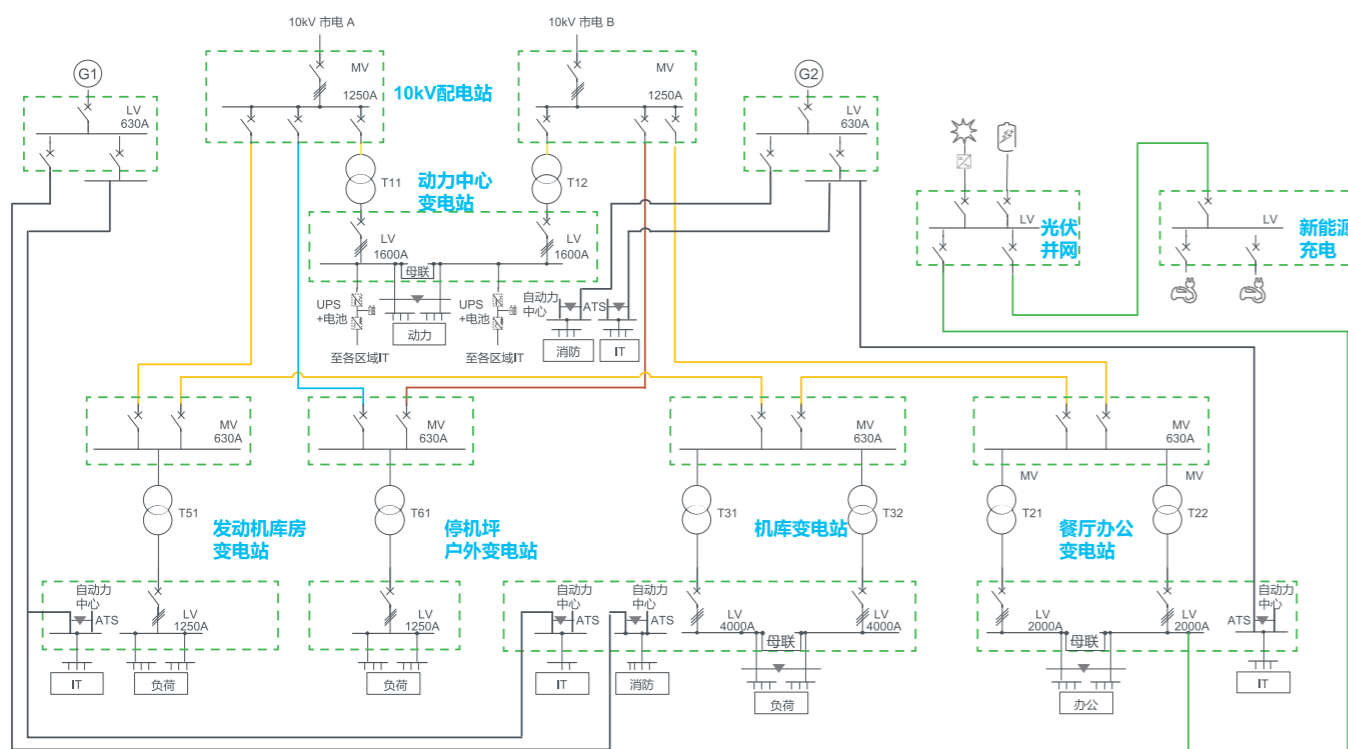 10kV 市电 A
10kV 市电 B
G1
LV
630A
MV
1250A
10kV配电站
MV
1250A
G2
LV
630A
T11
动力中心
变电站
T12
LV
1600A
母联
LV
1600A
UPS
+电池
动力
UPS
+电池
至各区域IT
至各区域IT
自动力
中心
ATS
消防
IT
LV
光伏
并网
LV
新能源
充电
MV
630A
MV
630A
MV
630A
MV
630A
MV
MV
T51
发动机库房
变电站
T61
停机坪
户外变电站
T31
机库变电站
T32
T21
餐厅办公
变电站
T22
自动力
中心
ATS
LV
1250A
IT
负荷
LV
1250A
负荷
自动力
中心
ATS
IT
自动力
中心
ATS
消防
LV
4000A
母联
LV
4000A
负荷
LV
2000A
母联
LV
2000A
办公
自动力
中心
ATS
IT